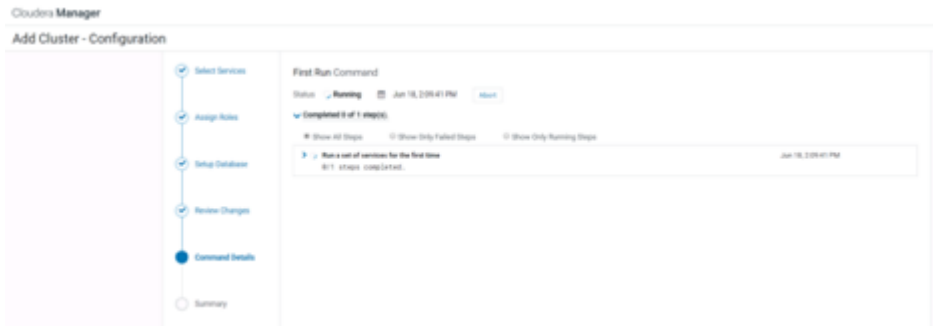 Cloudera Manager
Add Cluster - Configuration
Select Services
Assign Roles
Setup Database
Review Changes
Command Details
Summary
First Run Command
Status Running Jun 18, 2:09:41 PM Abort
Completed 0 of 1 step(s).
Show All Steps Show Only Failed Steps Show Only Running Steps
Run a set of services for the first time Jun 18, 2:09:41 PM
0/1 steps completed.